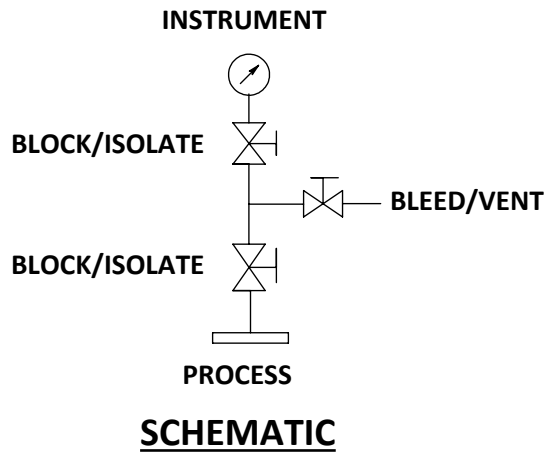 INSTRUMENT
BLOCK/ISOLATE
BLEED/VENT
BLOCK/ISOLATE
PROCESS
SCHEMATIC